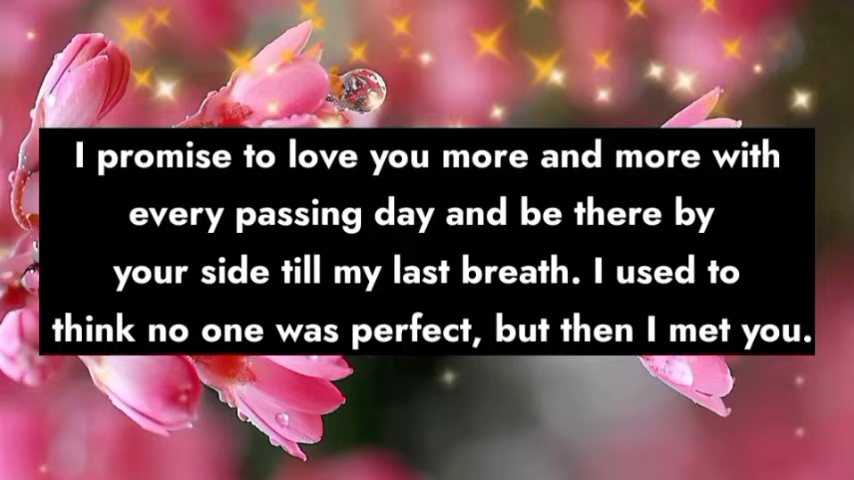 I promise to love you more and more with
every passing day and be there by
your side till my last breath. I used to
think no one was perfect, but then I met you.